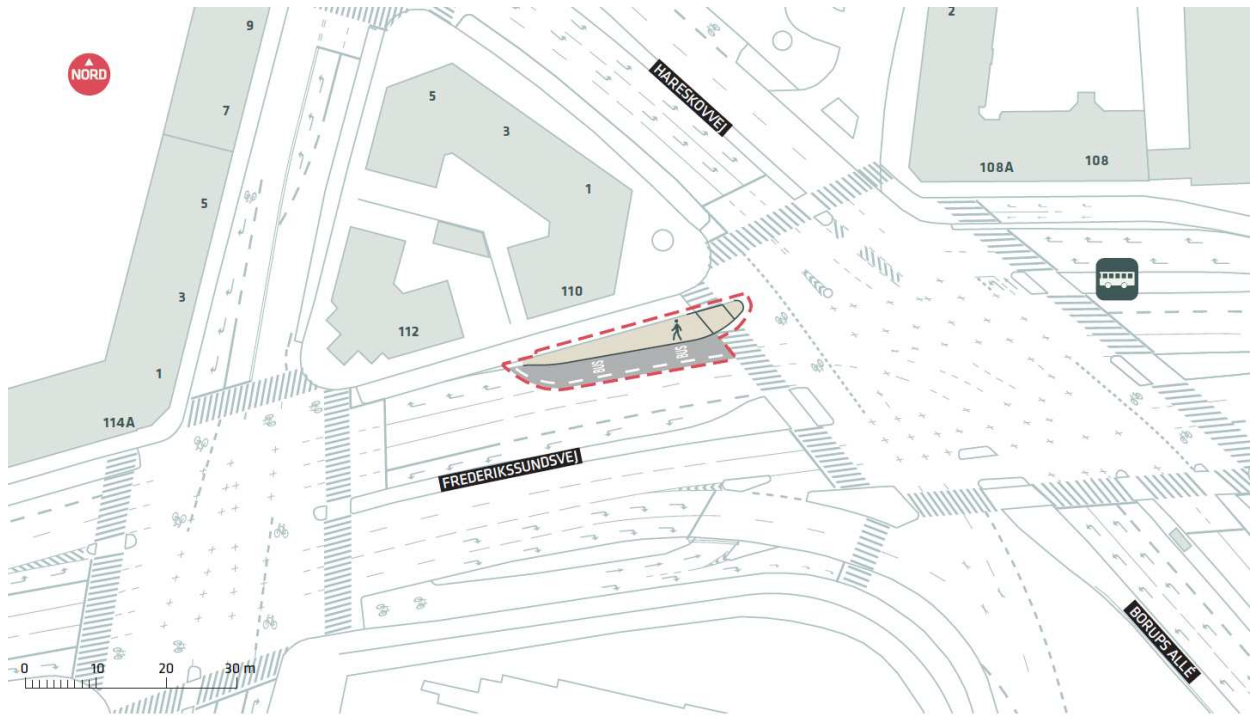 9
2
NORD
HARESKOVVEJ
5
7
3
108A
108
5
1
3
110
112
BUS
BUS
1
114A
FREDERIKSSUNDSVEJ
BORUPS ALLÉ
0
10
20
30 m